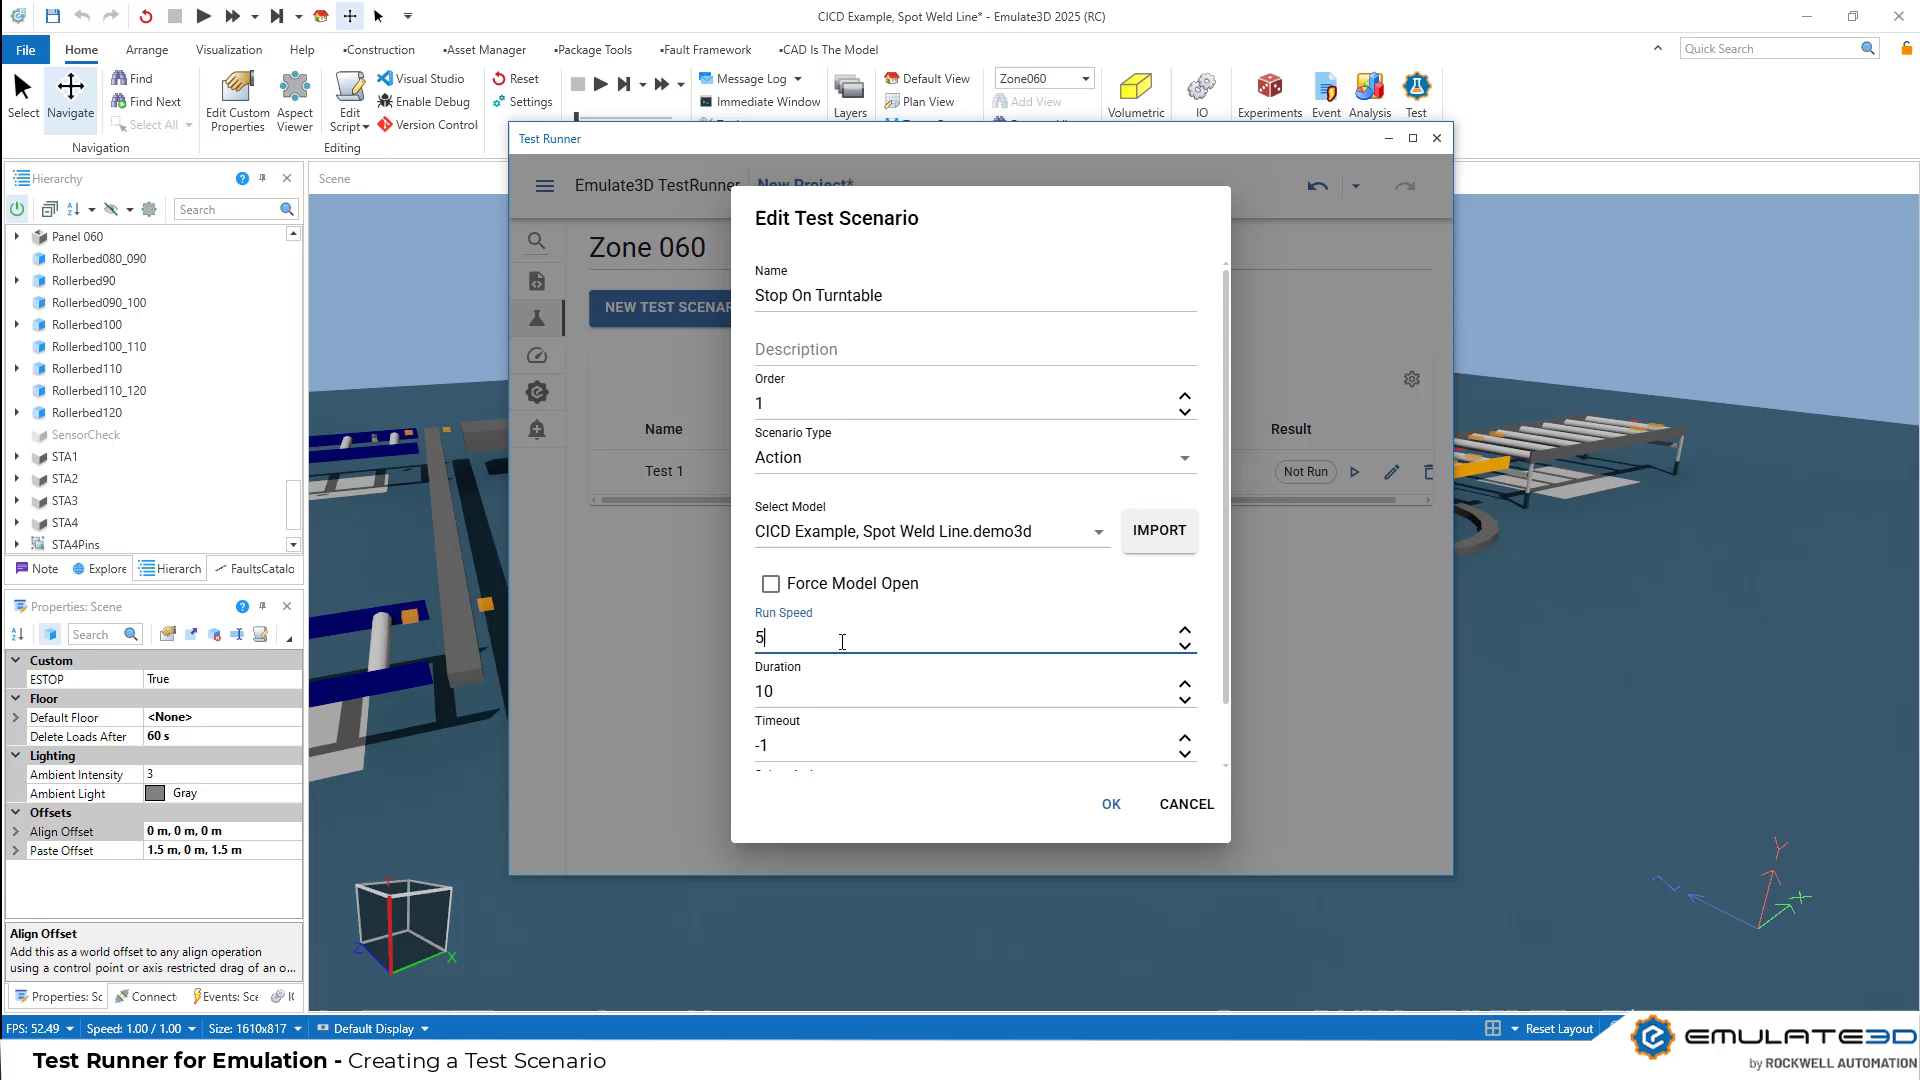 CICD Example, Spot Weld Line* - Emulate3D 2025 (RC)
File Home Arrange Visualization Help •Construction •Asset Manager •Package Tools •Fault Framework •CAD Is The Model
Quick Search
Select
Navigate
Find
Find Next
Select All
Navigation
Edit Custom
Properties
Aspect
Viewer
Edit
Script
Visual Studio
Enable Debug
Version Control
Editing
Reset
Settings
Message Log
Immediate Window
Layers
Default View
Plan View
Zone060
Add View
Volumetric
IO
Experiments
Event
Analysis
Test
Hierarchy
Search
Panel 060
Rollerbed080_090
Rollerbed90
Rollerbed090_100
Rollerbed100
Rollerbed100_110
Rollerbed110
Rollerbed110_120
Rollerbed120
SensorCheck
STA1
STA2
STA3
STA4
STA4Pins
Note Explore Hierarch FaultsCatalo
Properties: Scene
Search
Custom
ESTOP True
Floor
Default Floor <None>
Delete Loads After 60 s
Lighting
Ambient Intensity 3
Ambient Light Gray
Offsets
Align Offset 0 m, 0 m, 0 m
Paste Offset 1.5 m, 0 m, 1.5 m
Align Offset
Add this as a world offset to any align operation
using a control point or axis restricted drag of an o...
Properties: Sc Connect Events: Sce
Scene
Test Runner
Emulate3D TestRunner New Project*
Zone 060
NEW TEST SCENAR
Name
Test 1
Result
Not Run
Edit Test Scenario
Name
Stop On Turntable
Description
Order
1
Scenario Type
Action
Select Model
CICD Example, Spot Weld Line.demo3d
IMPORT
Force Model Open
Run Speed
5
Duration
10
Timeout
-1
OK CANCEL
Y
Z
X
Y
X
FPS: 52.49 Speed: 1.00 / 1.00 Size: 1610x817 Default Display Reset Layout
Test Runner for Emulation - Creating a Test Scenario
EMULATE3D
by ROCKWELL AUTOMATION